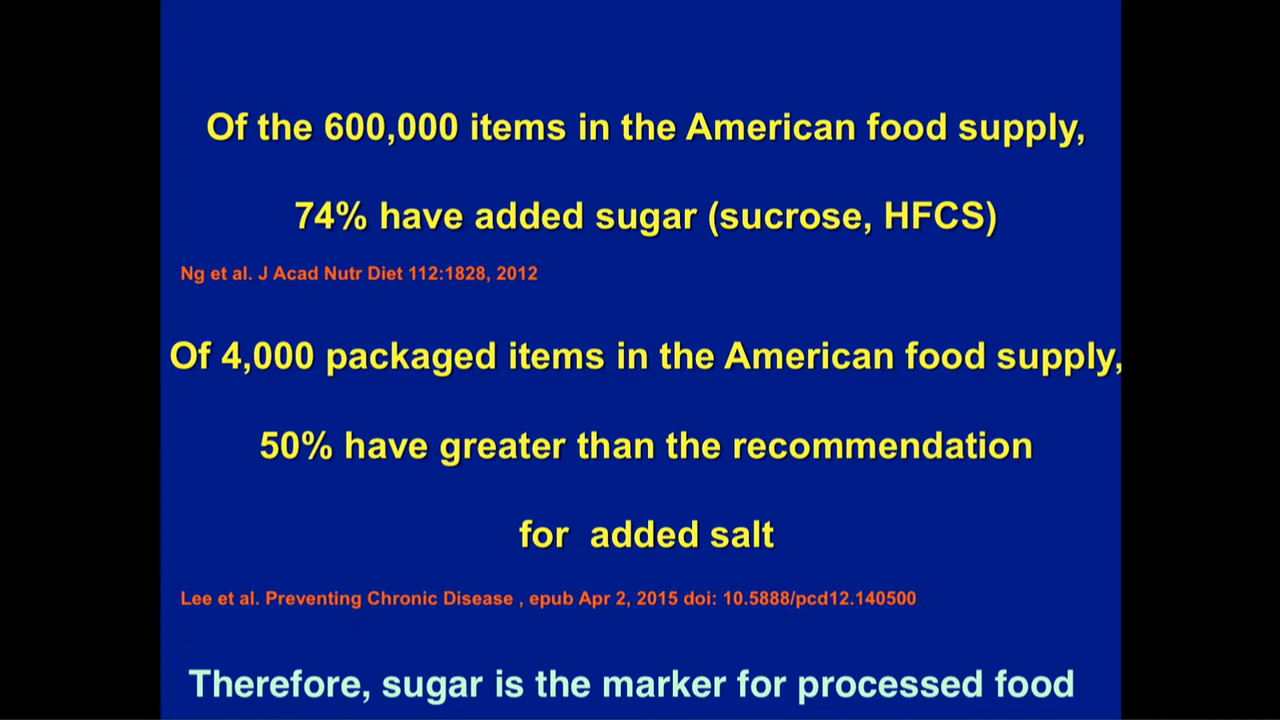 Of the 600,000 items in the American food supply,
74% have added sugar (sucrose, HFCS)
Ng et al. J Acad Nutr Diet 112:1828, 2012
Of 4,000 packaged items in the American food supply,
50% have greater than the recommendation
for added salt
Lee et al. Preventing Chronic Disease , epub Apr 2, 2015 doi: 10.5888/pcd12.140500
Therefore, sugar is the marker for processed food